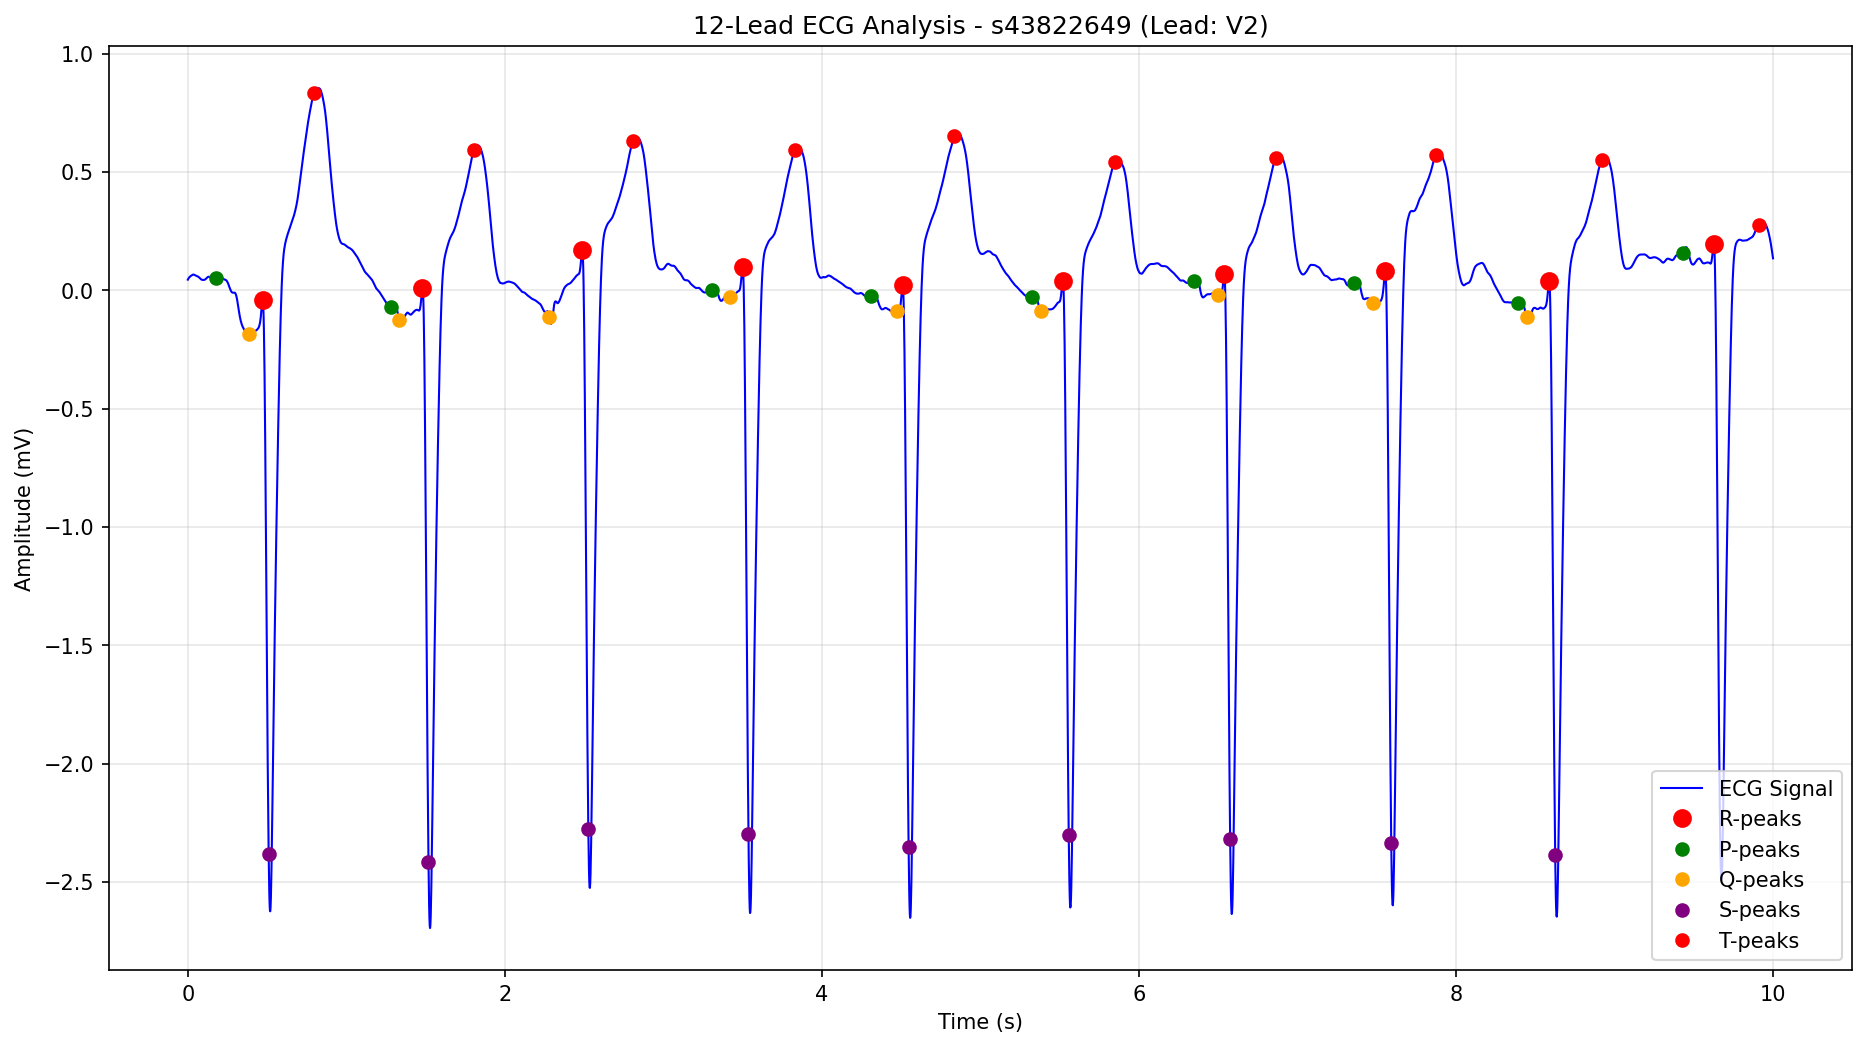 12-Lead ECG Analysis - s43822649 (Lead: V2)
1.0
0.5
0.0
−0.5
−1.0
−1.5
−2.0
−2.5
Amplitude (mV)
0 2 4 6 8 10
Time (s)
ECG Signal
R-peaks
P-peaks
Q-peaks
S-peaks
T-peaks